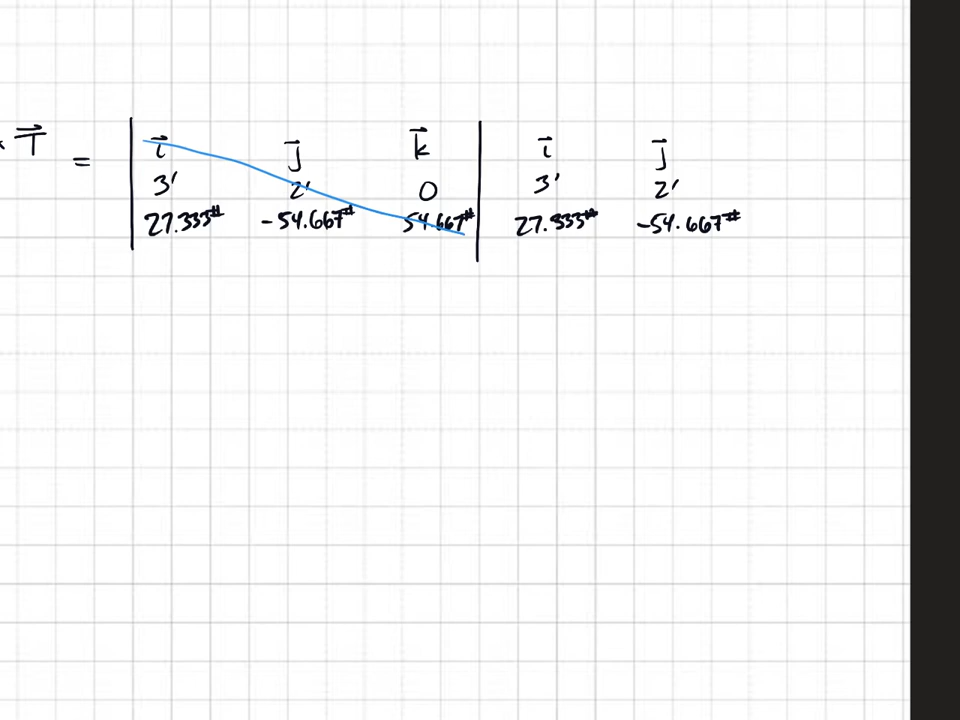 × T⃗ = | i⃗ j⃗ k⃗ | i⃗ j⃗
3' 2' 0 3' 2'
27.333# -54.667# 54.667# 27.333# -54.667#